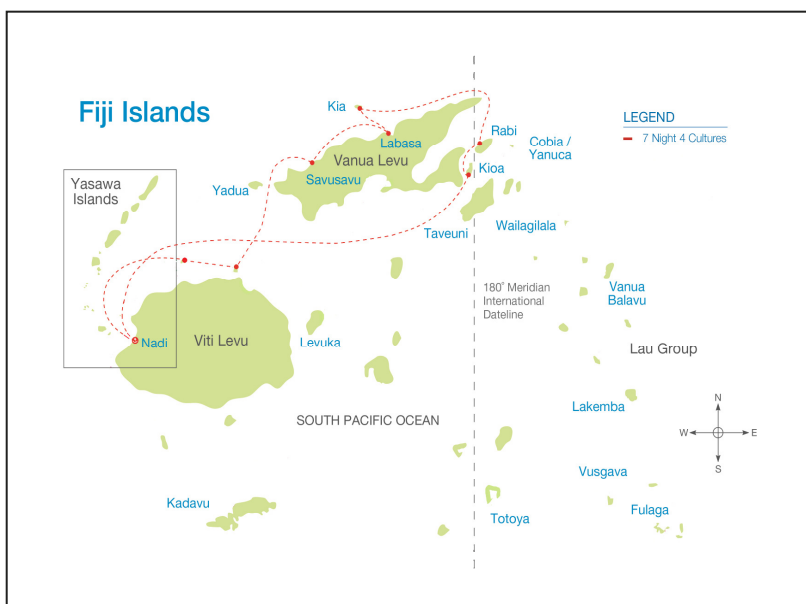 Fiji Islands
LEGEND
7 Night 4 Cultures
Kia
Labasa
Rabi
Cobia /
Yanuca
Vanua Levu
Kioa
Savusavu
Yadua
Yasawa
Islands
Taveuni
Wailagilala
180° Meridian
International
Dateline
Vanua
Balavu
Nadi
Viti Levu
Levuka
Lau Group
Lakemba
SOUTH PACIFIC OCEAN
N
W
E
S
Vusgava
Kadavu
Totoya
Fulaga